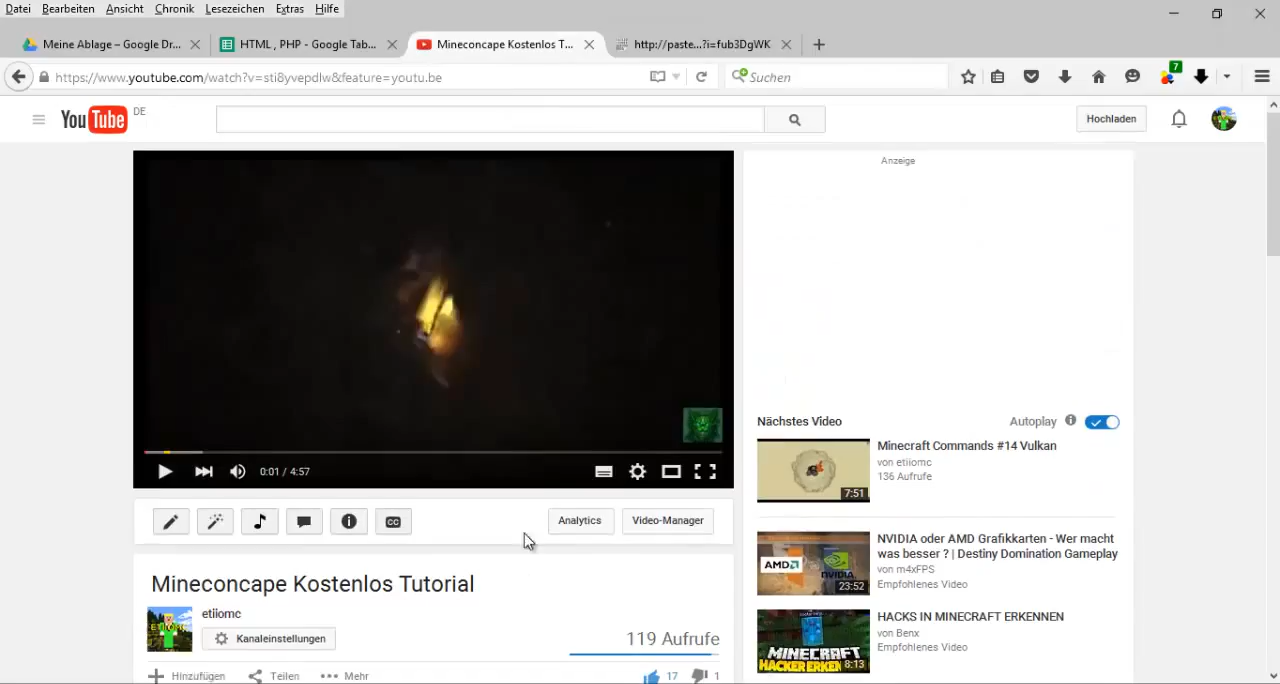 Datei Bearbeiten Ansicht Chronik Lesezeichen Extras Hilfe
Meine Ablage – Google Dr... HTML , PHP - Google Tab... Mineconcape Kostenlos T... http://paste...?i=fub3DgWK
https://www.youtube.com/watch?v=sti8yvepdlw&feature=youtu.be Suchen 7
YouTube DE Hochladen
Anzeige
0:01 / 4:57
Nächstes Video Autoplay
Minecraft Commands #14 Vulkan
von etiiomc
136 Aufrufe
7:51
Analytics Video-Manager
NVIDIA oder AMD Grafikkarten - Wer macht
was besser ? | Destiny Domination Gameplay
von m4xFPS
Empfohlenes Video
AMD NVIDIA
23:52
Mineconcape Kostenlos Tutorial
etiiomc
Kanaleinstellungen
119 Aufrufe
HACKS IN MINECRAFT ERKENNEN
von Benx
Empfohlenes Video
MINECRAFT
8:13
Hinzufügen Teilen Mehr 17 1